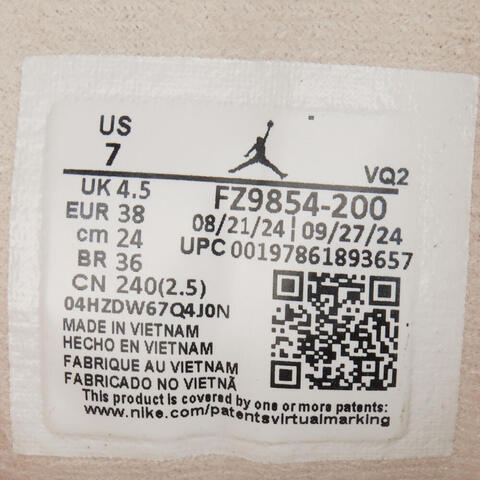 US
7
VQ2
UK 4.5
EUR 38
cm 24
BR 36
CN 240(2.5)
FZ9854-200
08/21/24 | 09/27/24
UPC 00197861893657
04HZDW67Q4J0N
MADE IN VIETNAM
HECHO EN VIETNAM
FABRIQUE AU VIETNAM
FABRICADO NO VIETNÃ
This product is covered by one or more patents:
www.nike.com/patentsvirtualmarking